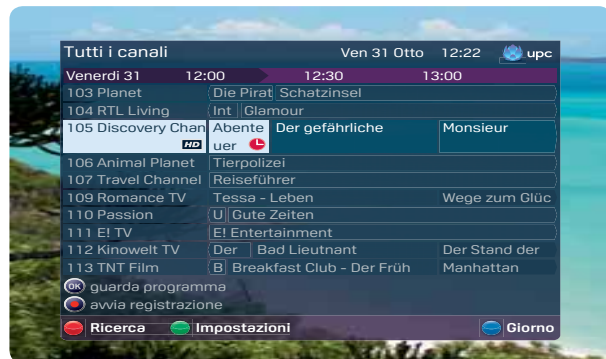 Tutti i canali Ven 31 Otto 12:22 upc
Venerdi 31 12:00 12:30 13:00
103 Planet Die Pirat Schatzinsel
104 RTL Living Int Glamour
105 Discovery Chan Abente Der gefährliche Monsieur
HD uer
106 Animal Planet Tierpolizei
107 Travel Channel Reiseführer
109 Romance TV Tessa - Leben Wege zum Glüc
110 Passion U Gute Zeiten
111 E! TV E! Entertainment
112 Kinowelt TV Der Bad Lieutnant Der Stand der
113 TNT Film B Breakfast Club - Der Früh Manhattan
OK guarda programma
avvia registrazione
Ricerca Impostazioni Giorno